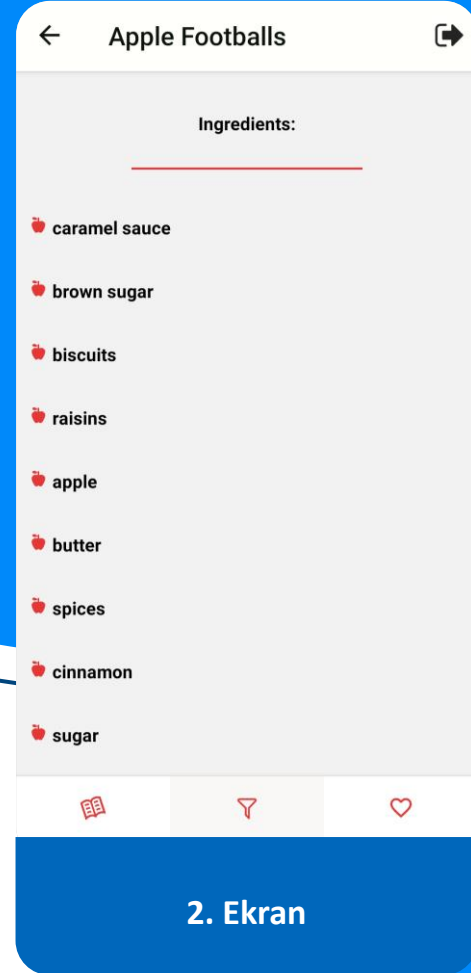 Apple Footballs
Ingredients:
caramel sauce
brown sugar
biscuits
raisins
apple
butter
spices
cinnamon
sugar
2. Ekran